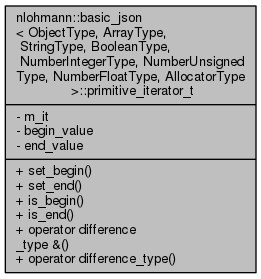 nlohmann::basic_json
< ObjectType, ArrayType,
StringType, BooleanType,
NumberIntegerType, NumberUnsigned
Type, NumberFloatType, AllocatorType
>::primitive_iterator_t
- m_it
- begin_value
- end_value
+ set_begin()
+ set_end()
+ is_begin()
+ is_end()
+ operator difference
_type &()
+ operator difference_type()